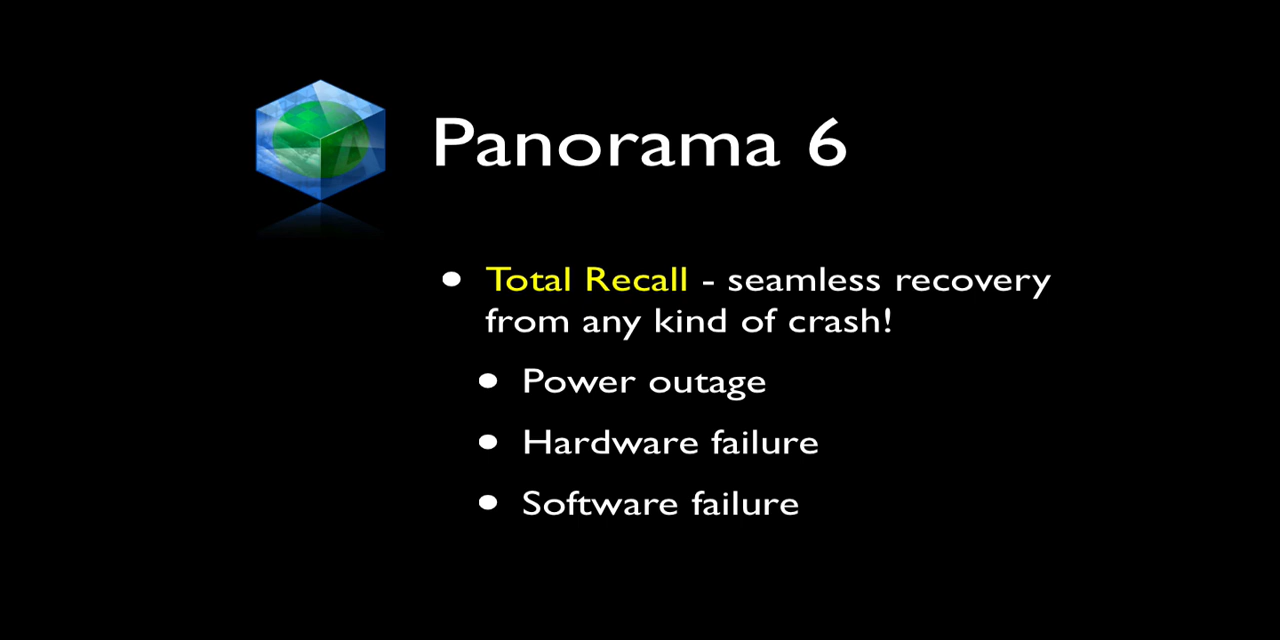 Panorama 6
• Total Recall - seamless recovery
from any kind of crash!
• Power outage
• Hardware failure
• Software failure